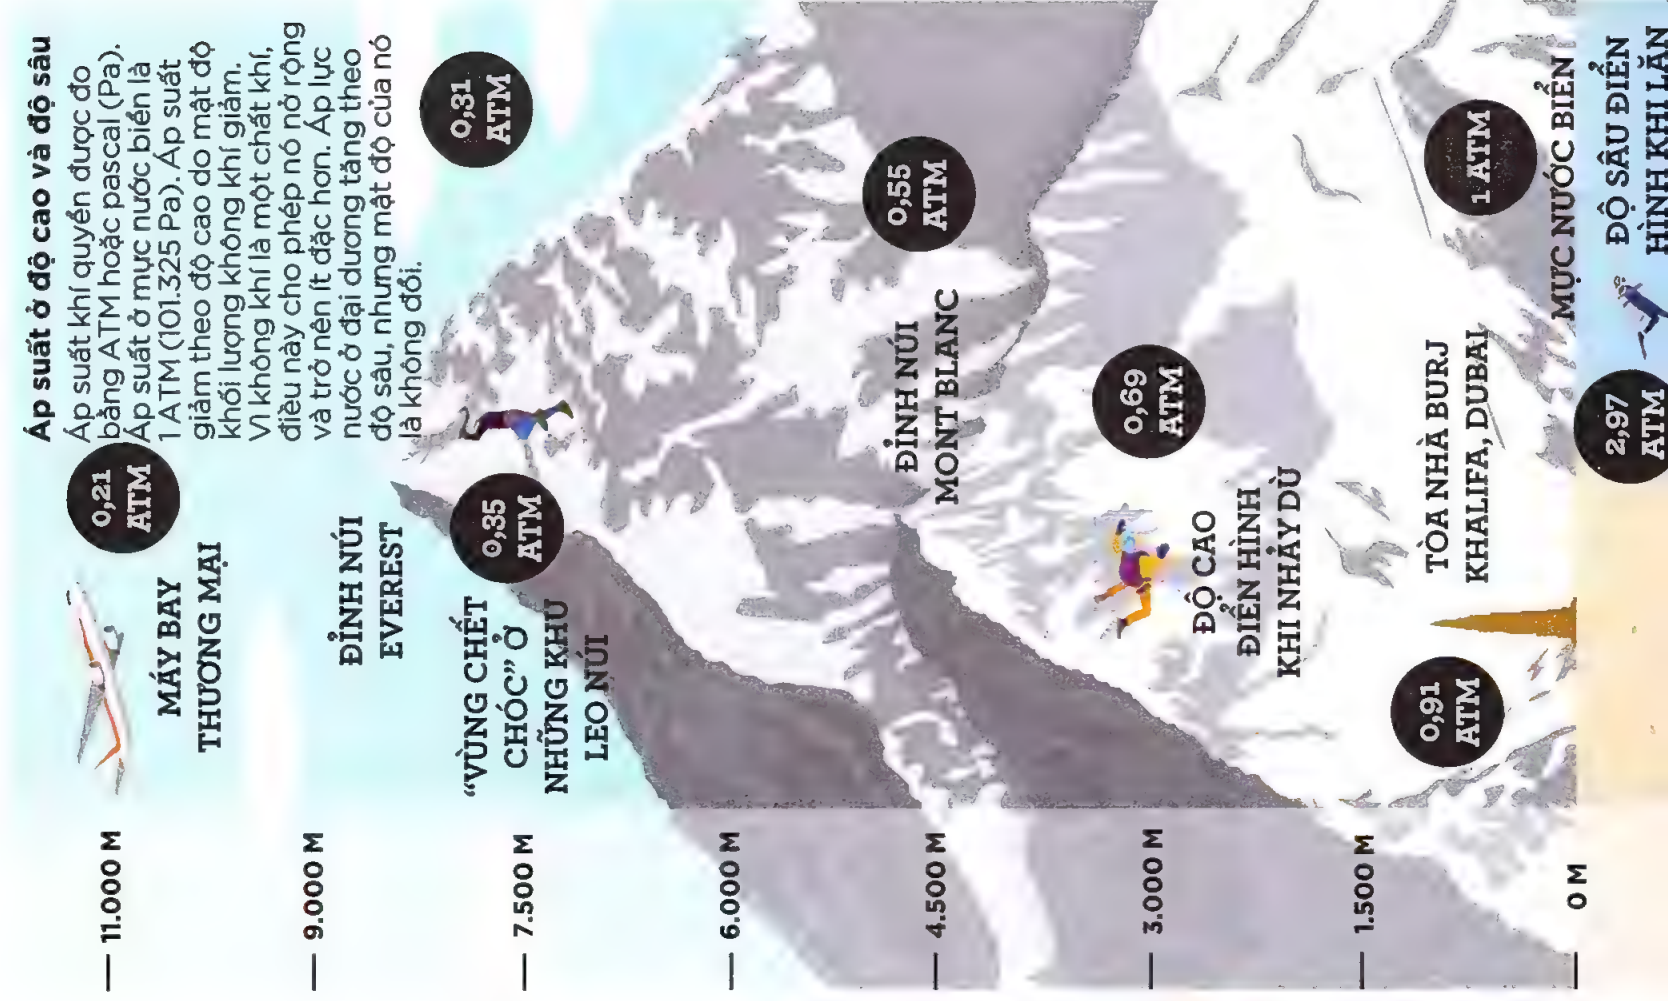 Áp suất ở độ cao và độ sâu
Áp suất khí quyển được đo
bằng ATM hoặc pascal (Pa).
Áp suất ở mực nước biển là
1 ATM (101.325 Pa). Áp suất
giảm theo độ cao do mật độ
khối lượng không khí giảm.
Vì không khí là một chất khí,
điều này cho phép nó nở rộng
và trở nên ít đặc hơn. Áp lực
nước ở đại dương tăng theo
độ sâu, nhưng mật độ của nó
là không đổi.
11.000 M
0,21
ATM
MÁY BAY
THƯƠNG MẠI
9.000 M
ĐỈNH NÚI
EVEREST
0,31
ATM
7.500 M
0,35
ATM
“VÙNG CHẾT
CHÓC” Ở
NHỮNG KHU
LEO NÚI
6.000 M
4.500 M
ĐỈNH NÚI
MONT BLANC
0,55
ATM
3.000 M
0,69
ATM
ĐỘ CAO
ĐIỂN HÌNH
KHI NHẢY DÙ
1.500 M
0,91
ATM
TÒA NHÀ BURJ
KHALIFA, DUBAI
1 ATM
MỰC NƯỚC BIỂN
0 M
2,97
ATM
ĐỘ SÂU ĐIỂN
HÌNH KHI LẶN